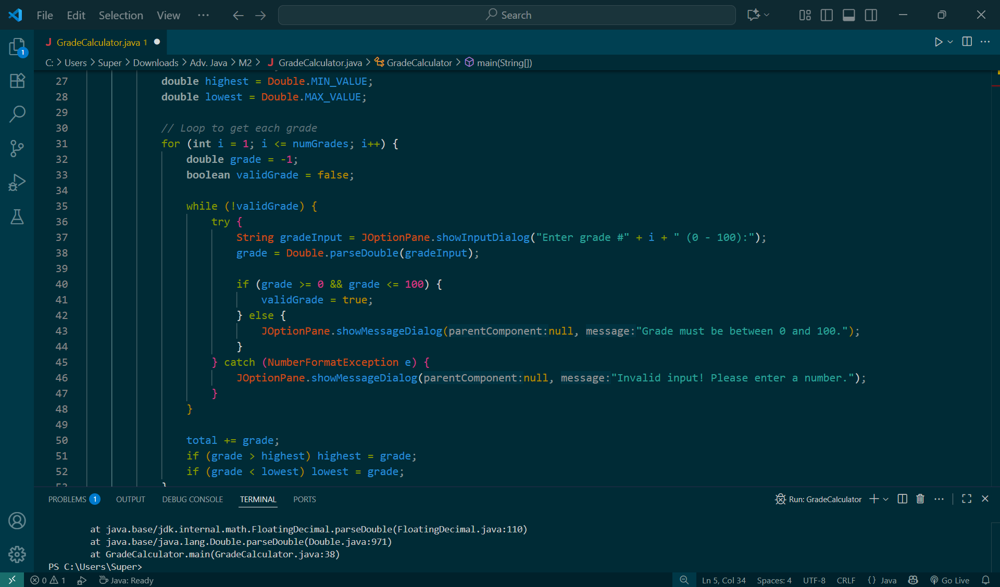 File Edit Selection View ··· Search
GradeCalculator.java 1
C: > Users > Super > Downloads > Adv. Java > M2 > J GradeCalculator.java > GradeCalculator > main(String[])
27 double highest = Double.MIN_VALUE;
28 double lowest = Double.MAX_VALUE;
29
30 // Loop to get each grade
31 for (int i = 1; i <= numGrades; i++) {
32 double grade = -1;
33 boolean validGrade = false;
34
35 while (!validGrade) {
36 try {
37 String gradeInput = JOptionPane.showInputDialog("Enter grade #" + i + " (0 - 100):");
38 grade = Double.parseDouble(gradeInput);
39
40 if (grade >= 0 && grade <= 100) {
41 validGrade = true;
42 } else {
43 JOptionPane.showMessageDialog(parentComponent:null, message:"Grade must be between 0 and 100.");
44 }
45 } catch (NumberFormatException e) {
46 JOptionPane.showMessageDialog(parentComponent:null, message:"Invalid input! Please enter a number.");
47 }
48 }
49
50 total += grade;
51 if (grade > highest) highest = grade;
52 if (grade < lowest) lowest = grade;
PROBLEMS 1 OUTPUT DEBUG CONSOLE TERMINAL PORTS Run: GradeCalculator
at java.base/jdk.internal.math.FloatingDecimal.parseDouble(FloatingDecimal.java:110)
at java.base/java.lang.Double.parseDouble(Double.java:971)
at GradeCalculator.main(GradeCalculator.java:38)
PS C:\Users\Super>
0 1 Java: Ready Ln 5, Col 34 Spaces: 4 UTF-8 CRLF {} Java Go Live